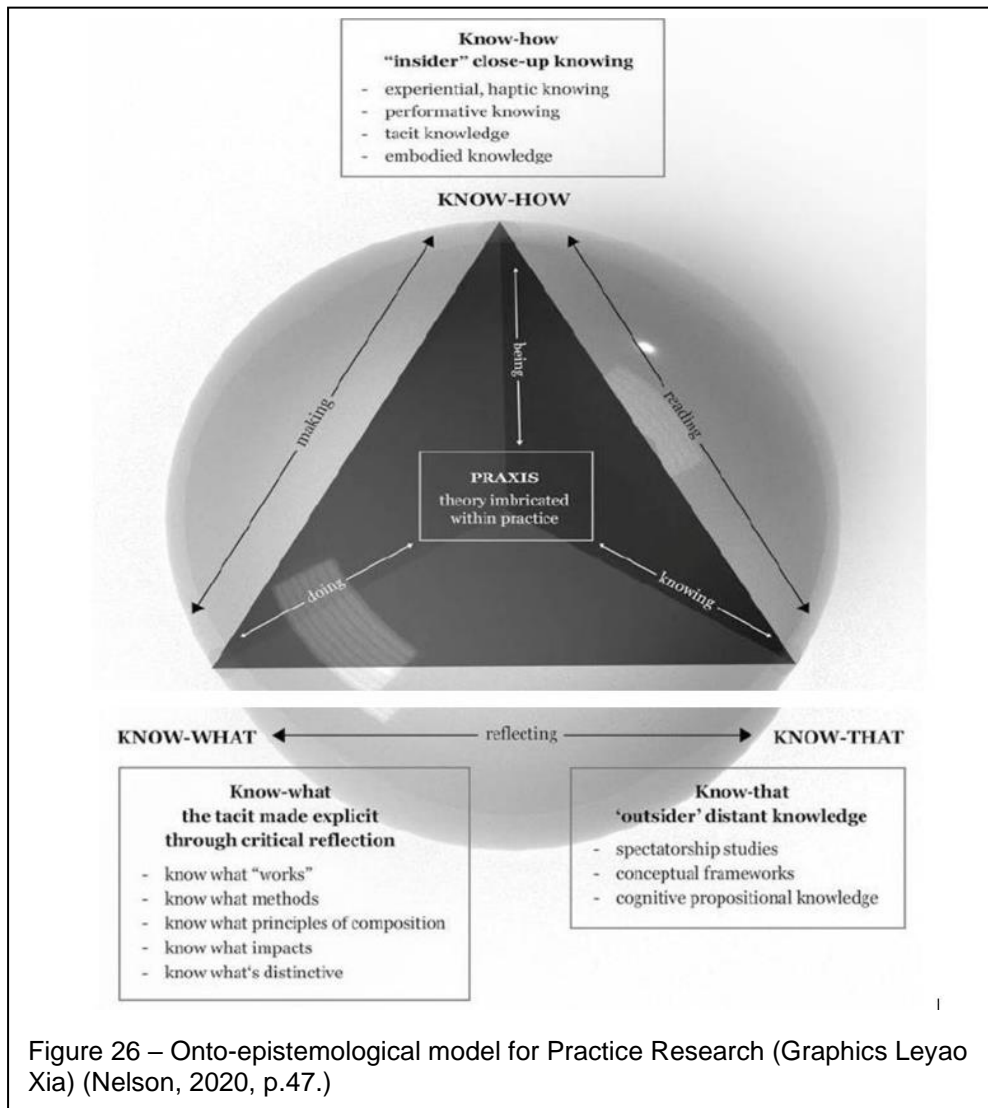 Know-how
"insider" close-up knowing
- experiential, haptic knowing
- performative knowing
- tacit knowledge
- embodied knowledge
KNOW-HOW
making
being
reading
PRAXIS
theory imbricated
within practice
doing
knowing
KNOW-WHAT
reflecting
KNOW-THAT
Know-what
the tacit made explicit
through critical reflection
- know what "works"
- know what methods
- know what principles of composition
- know what impacts
- know what's distinctive
Know-that
'outsider' distant knowledge
- spectatorship studies
- conceptual frameworks
- cognitive propositional knowledge
Figure 26 – Onto-epistemological model for Practice Research (Graphics Leyao
Xia) (Nelson, 2020, p.47.)